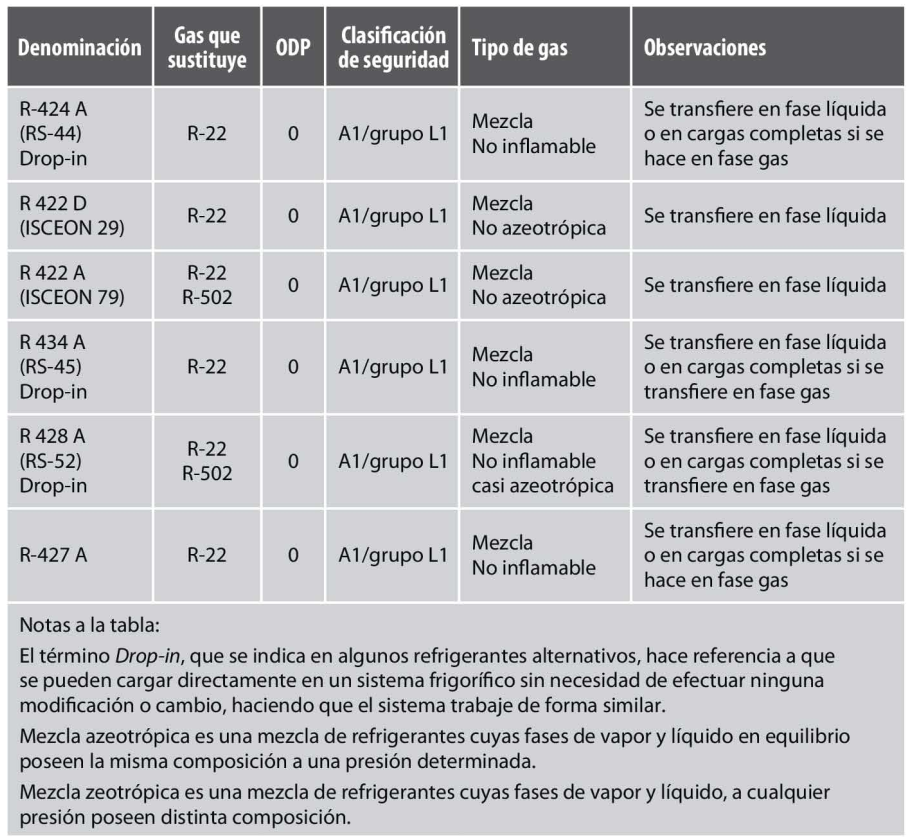 Denominación
Gas que
sustituye
ODP
Clasificación
de seguridad
Tipo de gas
Observaciones
R-424 A
(RS-44)
Drop-in
R-22
0
A1/grupo L1
Mezcla
No inflamable
Se transfiere en fase líquida
o en cargas completas si se
hace en fase gas
R 422 D
(ISCEON 29)
R-22
0
A1/grupo L1
Mezcla
No azeotrópica
Se transfiere en fase líquida
R 422 A
(ISCEON 79)
R-22
R-502
0
A1/grupo L1
Mezcla
No azeotrópica
Se transfiere en fase líquida
R 434 A
(RS-45)
Drop-in
R-22
0
A1/grupo L1
Mezcla
No inflamable
Se transfiere en fase líquida
o en cargas completas si se
transfiere en fase gas
R 428 A
(RS-52)
Drop-in
R-22
R-502
0
A1/grupo L1
Mezcla
No inflamable
casi azeotrópica
Se transfiere en fase líquida
o en cargas completas si se
transfiere en fase gas
R-427 A
R-22
0
A1/grupo L1
Mezcla
No inflamable
Se transfiere en fase líquida
o en cargas completas si se
hace en fase gas
Notas a la tabla:
El término Drop-in, que se indica en algunos refrigerantes alternativos, hace referencia a que
se pueden cargar directamente en un sistema frigorífico sin necesidad de efectuar ninguna
modificación o cambio, haciendo que el sistema trabaje de forma similar.
Mezcla azeotrópica es una mezcla de refrigerantes cuyas fases de vapor y líquido en equilibrio
poseen la misma composición a una presión determinada.
Mezcla zeotrópica es una mezcla de refrigerantes cuyas fases de vapor y líquido, a cualquier
presión poseen distinta composición.